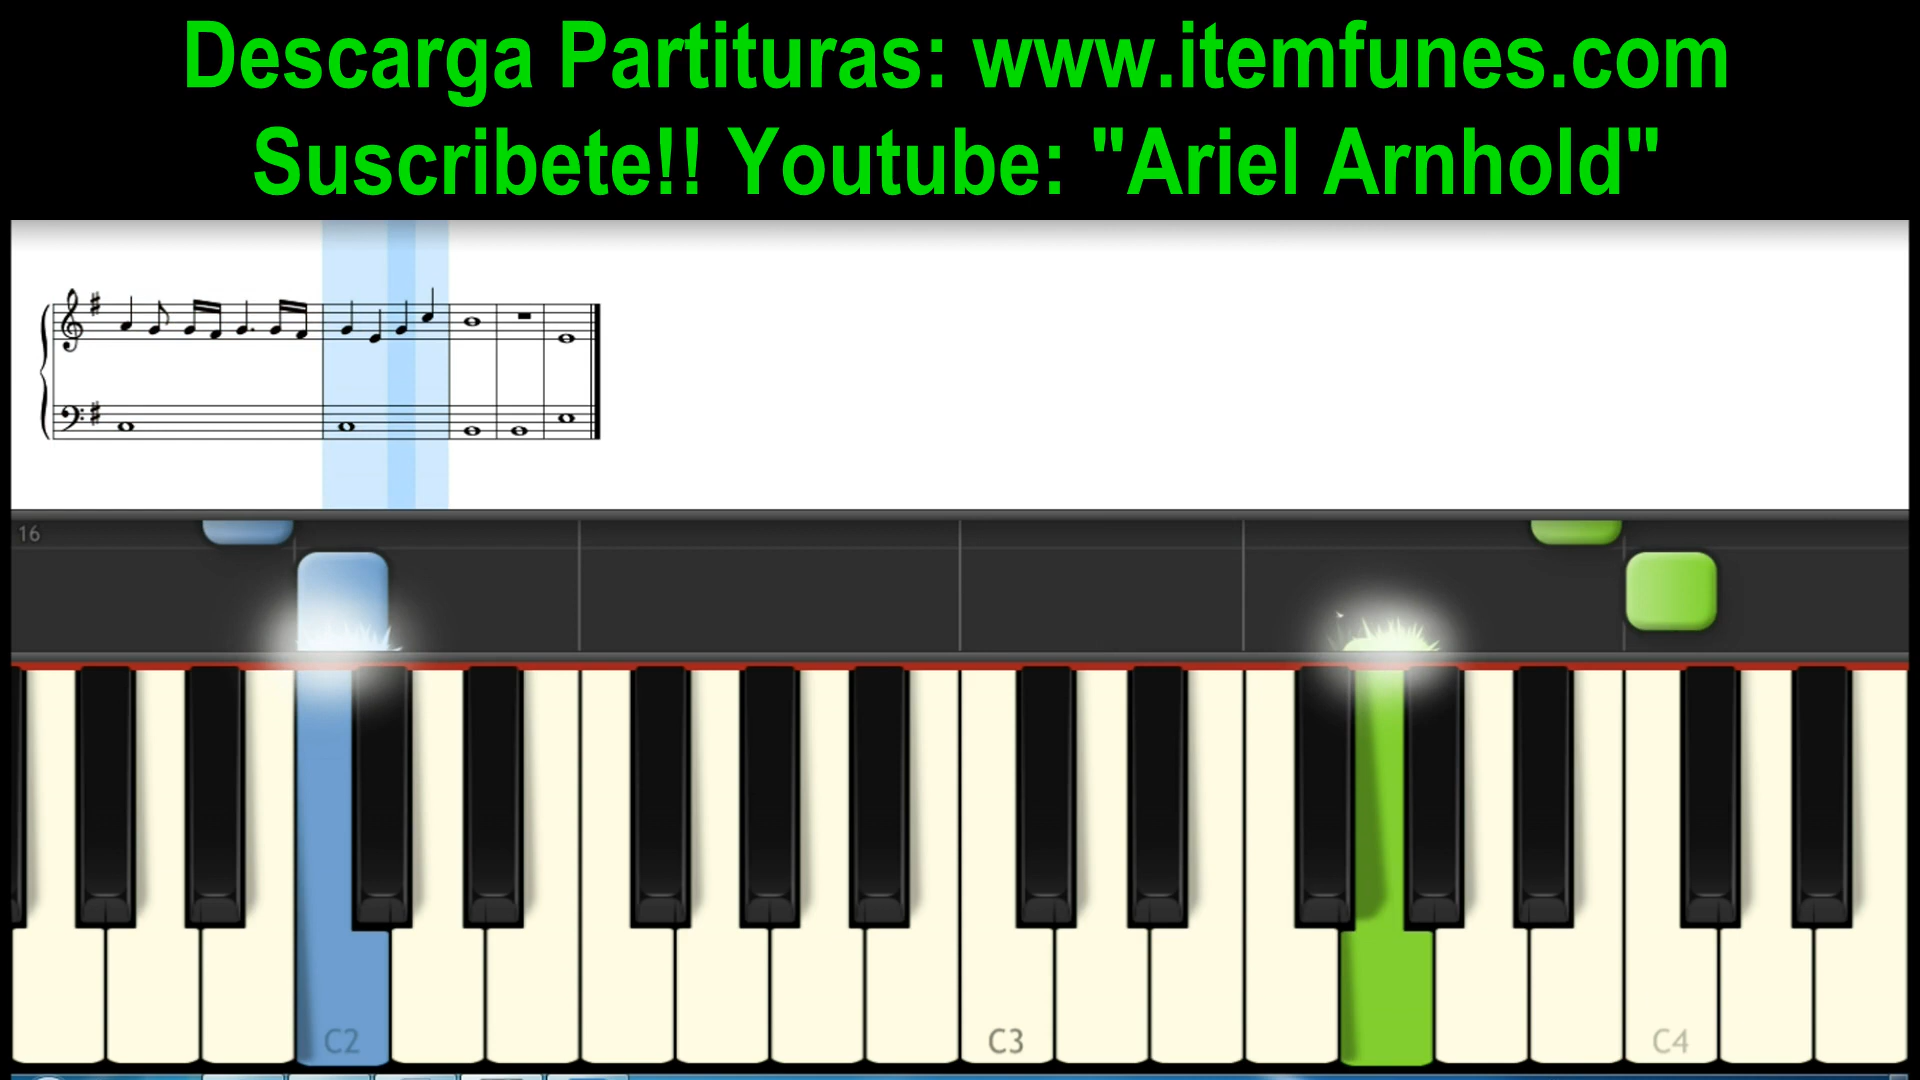 Descarga Partituras: www.itemfunes.com
Suscribete!! Youtube: "Ariel Arnhold"
16
C2
C3
C4